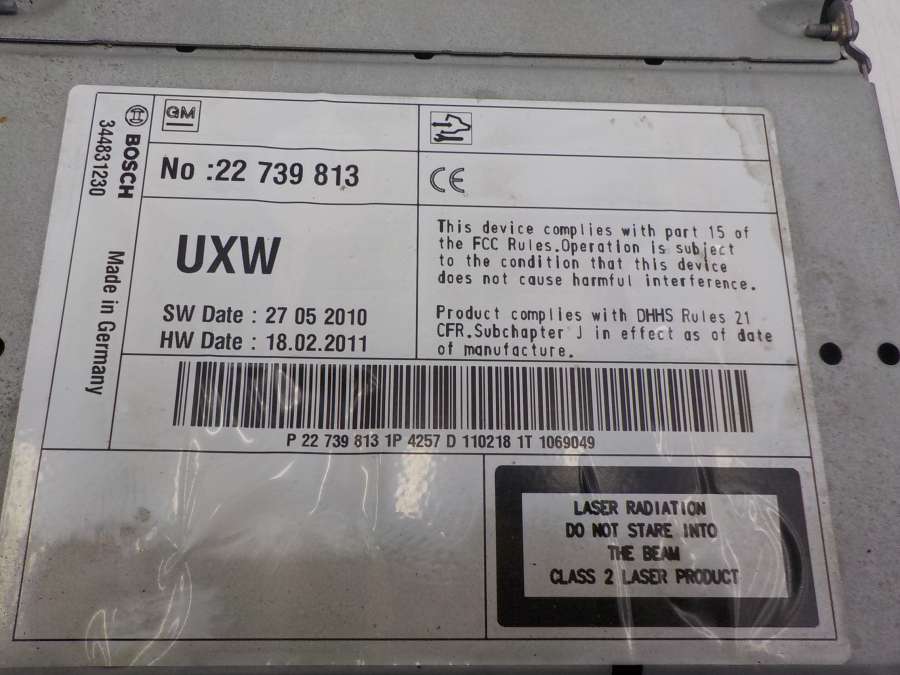 BOSCH
344831230
Made in Germany
GM
No :22 739 813
UXW
SW Date : 27 05 2010
HW Date : 18.02.2011
CE
This device complies with part 15 of
the FCC Rules.Operation is subject
to the condition that this device
does not cause harmful interference.
Product complies with DHHS Rules 21
CFR.Subchapter J in effect as of date
of manufacture.
P 22 739 813 1P 4257 D 110218 1T 1069049
LASER RADIATION
DO NOT STARE INTO
THE BEAM
CLASS 2 LASER PRODUCT